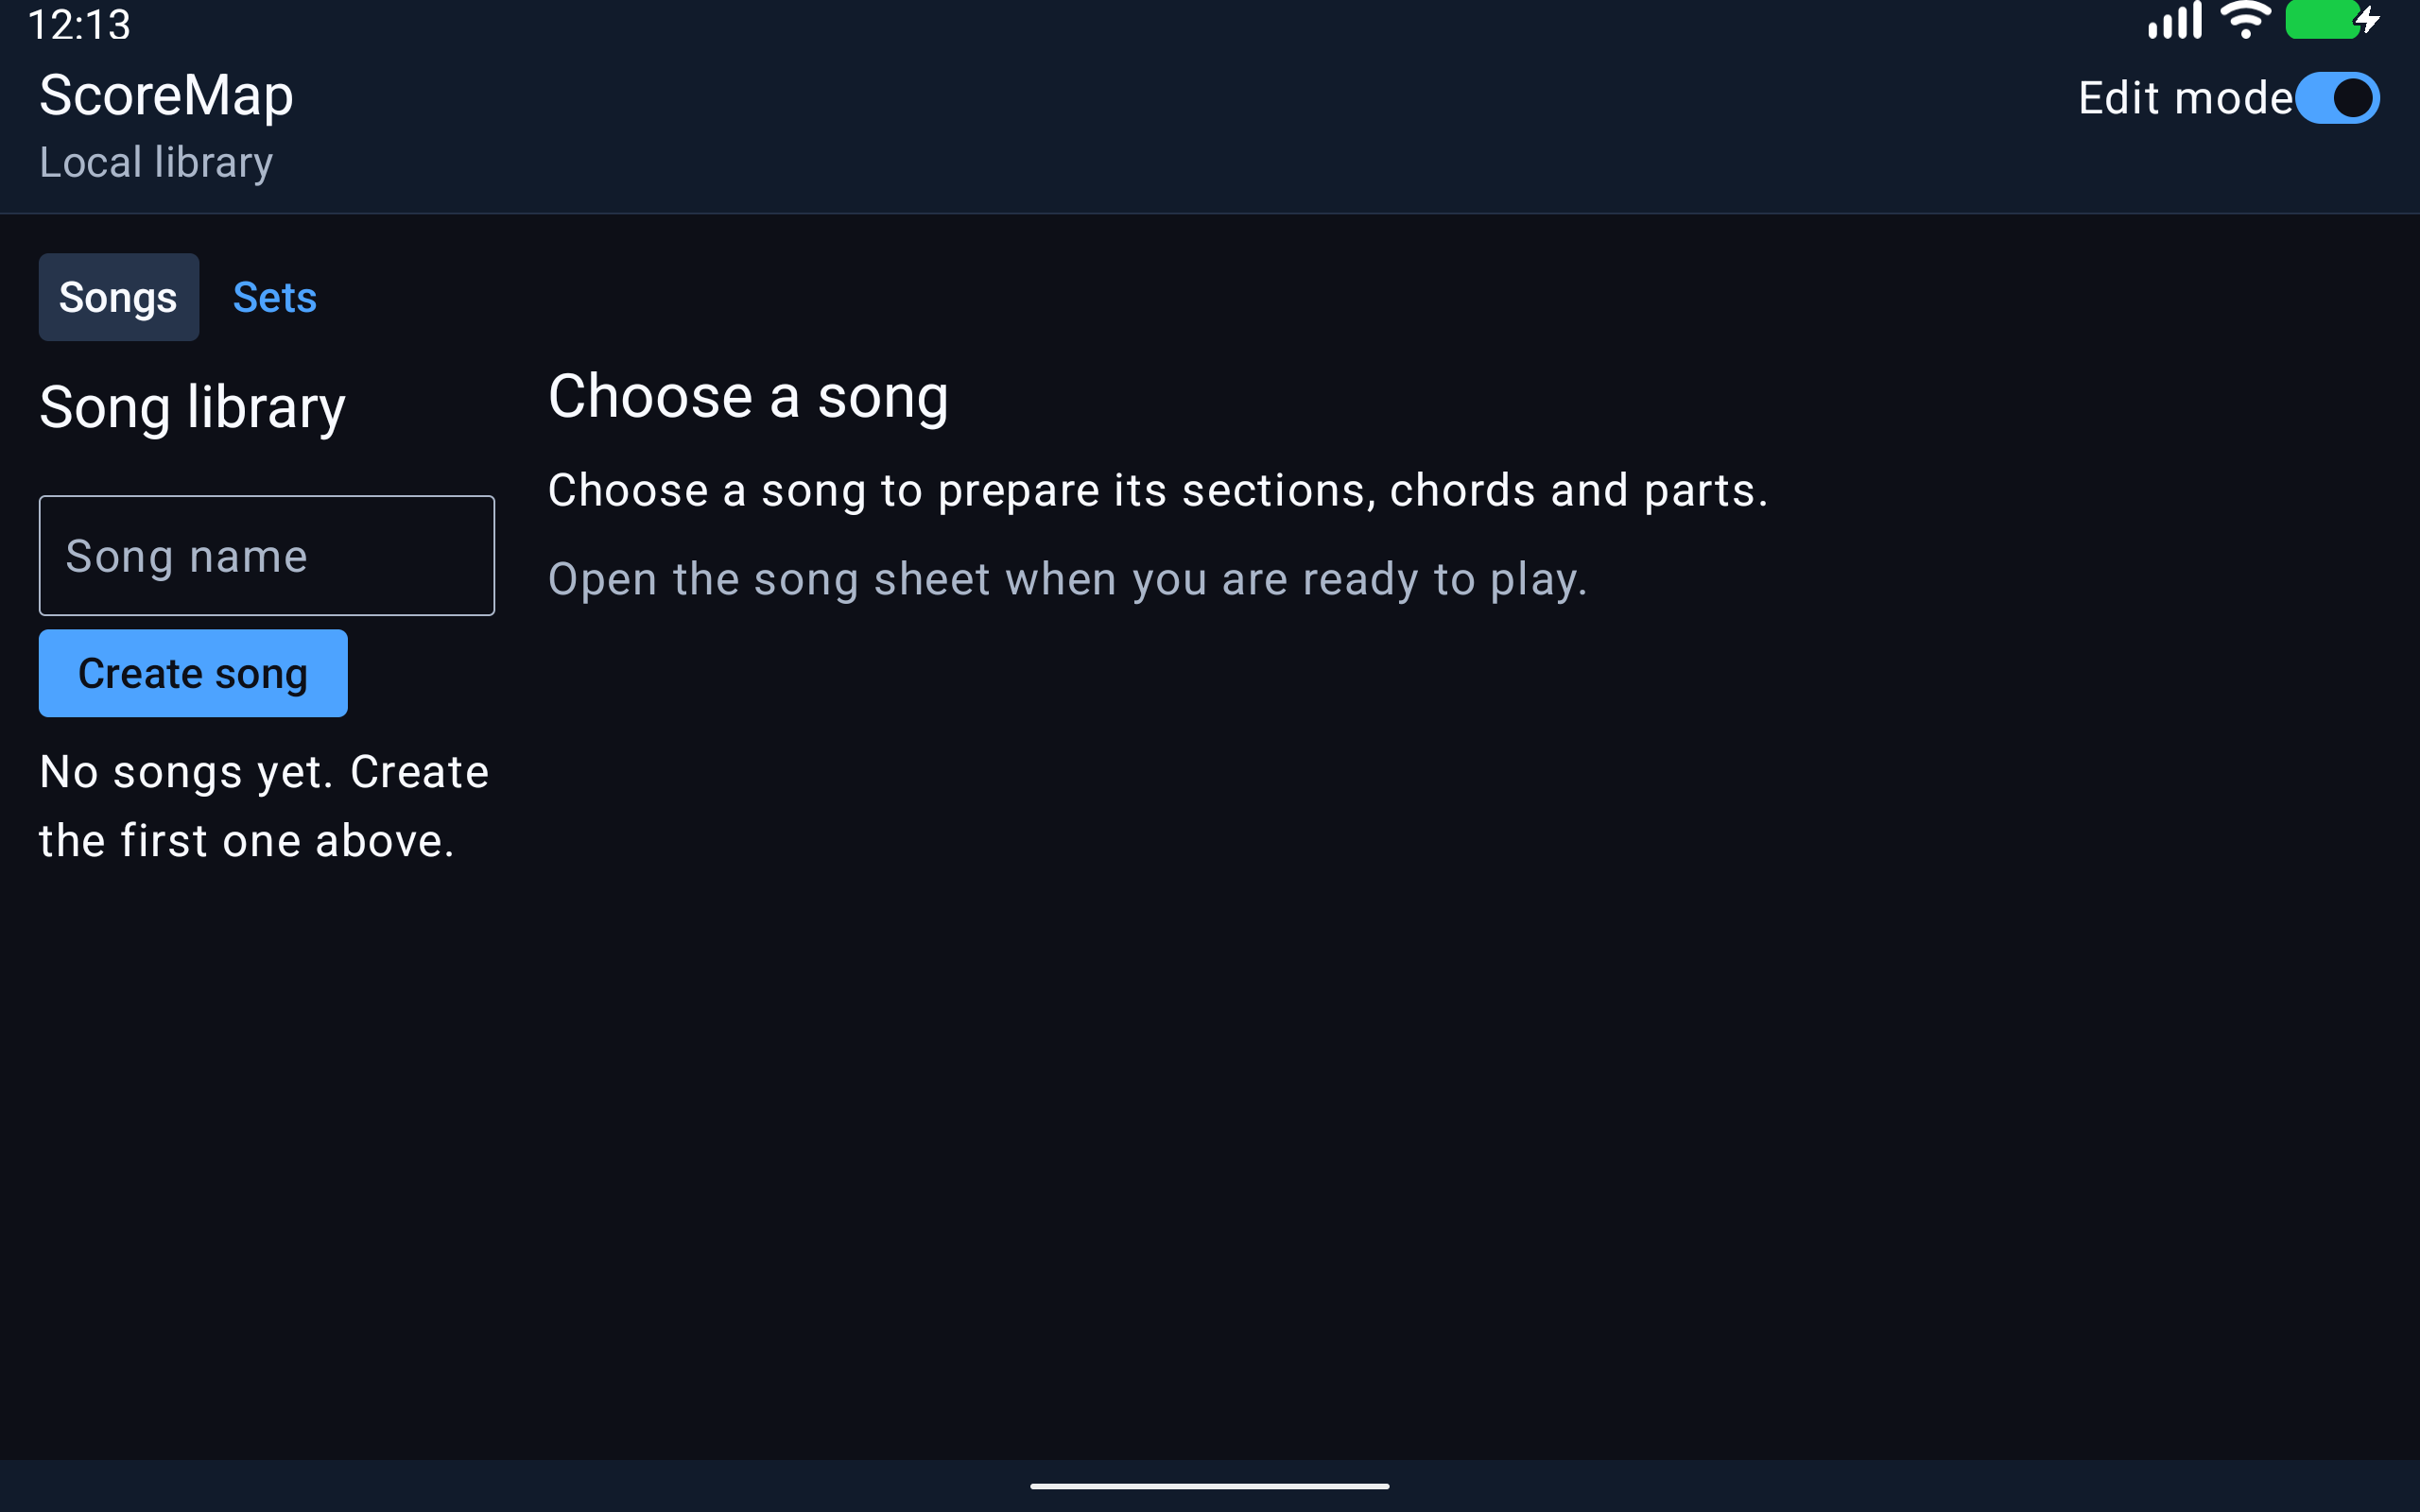 12:13
ScoreMap
Edit mode
Local library
Songs
Sets
Song library
Song name
Create song
No songs yet. Create
the first one above.
Choose a song
Choose a song to prepare its sections, chords and parts.
Open the song sheet when you are ready to play.